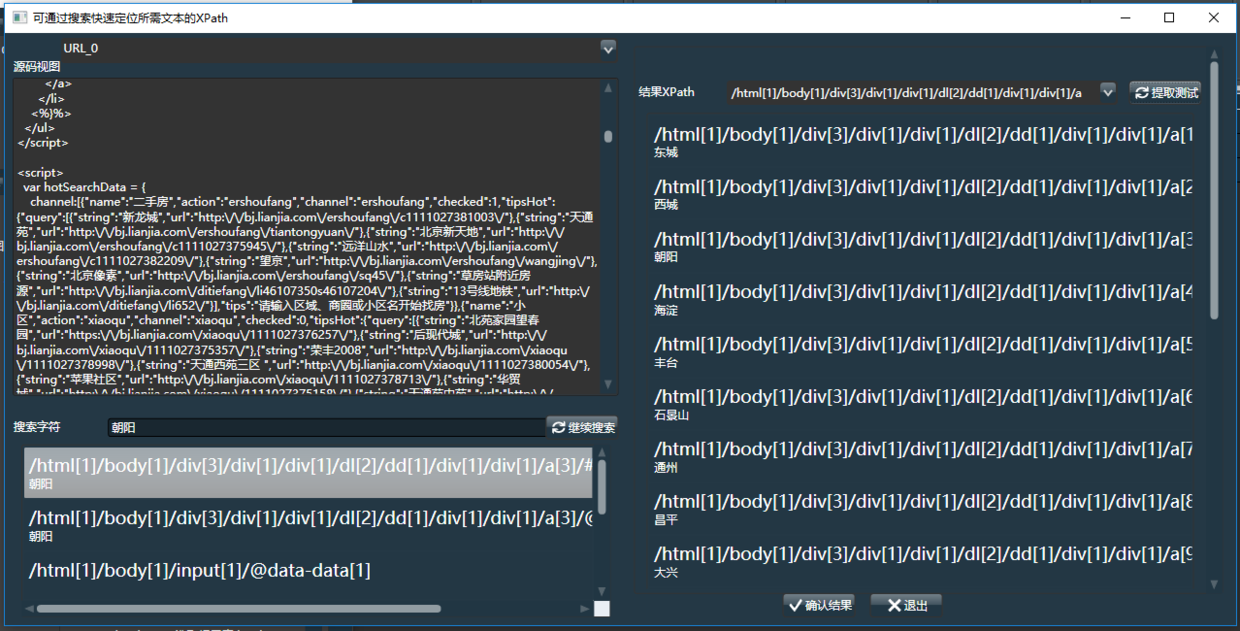 可通过搜索快速定位所需文本的XPath
URL_0
源码视图
</a>
</li>
<%}%>
</ul>
</script>
<script>
var hotSearchData = {
channel:[{"name":"二手房","action":"ershoufang","channel":"ershoufang","checked":1,"tipsHot":
{"query":[{"string":"新龙城","url":"http:\/\/bj.lianjia.com\/ershoufang\/c1111027381003\/"},{"string":"天通
苑","url":"http:\/\/bj.lianjia.com\/ershoufang\/tiantongyuan\/"},{"string":"北京新天地","url":"http:\/\/
bj.lianjia.com\/ershoufang\/c1111027375945\/"},{"string":"远洋山水","url":"http:\/\/bj.lianjia.com\/
ershoufang\/c1111027382209\/"},{"string":"望京","url":"http:\/\/bj.lianjia.com\/ershoufang\/wangjing\/"},
{"string":"北京像素","url":"http:\/\/bj.lianjia.com\/ershoufang\/sq45\/"},{"string":"草房站附近房
源","url":"http:\/\/bj.lianjia.com\/ditiefang\/li46107350s46107204\/"},{"string":"13号线地铁","url":"http:\/
\/bj.lianjia.com\/ditiefang\/li652\/"}],"tips":"请输入区域、商圈或小区名开始找房"}},{"name":"小
区","action":"xiaoqu","channel":"xiaoqu","checked":0,"tipsHot":{"query":[{"string":"北苑家园望春
园","url":"https:\/\/bj.lianjia.com\/xiaoqu\/1111027376257\/"},{"string":"后现代城","url":"http:\/\/
bj.lianjia.com\/xiaoqu\/1111027375357\/"},{"string":"荣丰2008","url":"http:\/\/bj.lianjia.com\/xiaoqu
\/1111027378998\/"},{"string":"天通西苑三区 ","url":"http:\/\/bj.lianjia.com\/xiaoqu\/1111027380054\/"},
{"string":"苹果社区","url":"http:\/\/bj.lianjia.com\/xiaoqu\/1111027378713\/"},{"string":"华贸
城","url":"http:\/\/bj.lianjia.com\/xiaoqu\/1111027375158\/"},{"string":"天通苑中苑","url":"http:\/\/
搜索字符
朝阳
继续搜索
/html[1]/body[1]/div[3]/div[1]/div[1]/dl[2]/dd[1]/div[1]/div[1]/a[3]/#
朝阳
/html[1]/body[1]/div[3]/div[1]/div[1]/dl[2]/dd[1]/div[1]/div[1]/a[3]/@
朝阳
/html[1]/body[1]/input[1]/@data-data[1]
结果XPath
/html[1]/body[1]/div[3]/div[1]/div[1]/dl[2]/dd[1]/div[1]/div[1]/a
提取测试
/html[1]/body[1]/div[3]/div[1]/div[1]/dl[2]/dd[1]/div[1]/div[1]/a[1
东城
/html[1]/body[1]/div[3]/div[1]/div[1]/dl[2]/dd[1]/div[1]/div[1]/a[2
西城
/html[1]/body[1]/div[3]/div[1]/div[1]/dl[2]/dd[1]/div[1]/div[1]/a[3
朝阳
/html[1]/body[1]/div[3]/div[1]/div[1]/dl[2]/dd[1]/div[1]/div[1]/a[4
海淀
/html[1]/body[1]/div[3]/div[1]/div[1]/dl[2]/dd[1]/div[1]/div[1]/a[5
丰台
/html[1]/body[1]/div[3]/div[1]/div[1]/dl[2]/dd[1]/div[1]/div[1]/a[6
石景山
/html[1]/body[1]/div[3]/div[1]/div[1]/dl[2]/dd[1]/div[1]/div[1]/a[7
通州
/html[1]/body[1]/div[3]/div[1]/div[1]/dl[2]/dd[1]/div[1]/div[1]/a[8
昌平
/html[1]/body[1]/div[3]/div[1]/div[1]/dl[2]/dd[1]/div[1]/div[1]/a[9
大兴
确认结果
退出